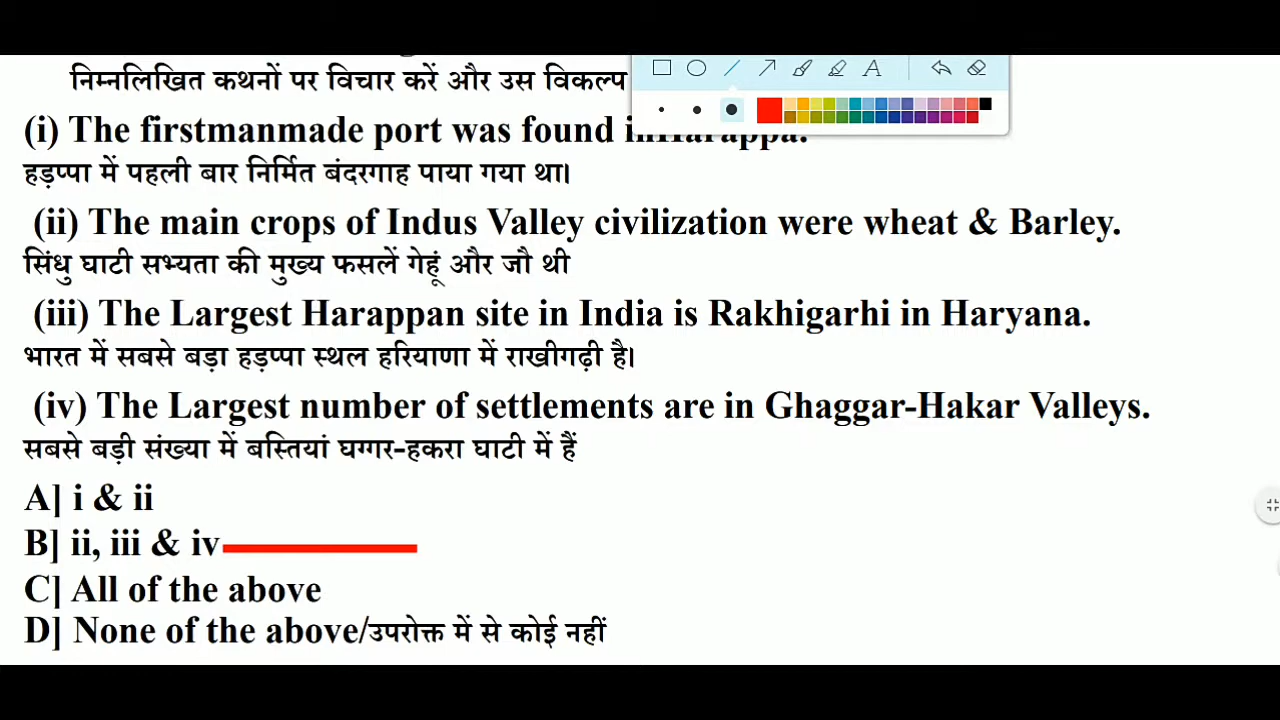 निम्नलिखित कथनों पर विचार करें और उस विकल्प
(i) The firstmanmade port was found in Harappa.
हड़प्पा में पहली बार निर्मित बंदरगाह पाया गया था।
(ii) The main crops of Indus Valley civilization were wheat & Barley.
सिंधु घाटी सभ्यता की मुख्य फसलें गेहूं और जौ थी
(iii) The Largest Harappan site in India is Rakhigarhi in Haryana.
भारत में सबसे बड़ा हड़प्पा स्थल हरियाणा में राखीगढ़ी है।
(iv) The Largest number of settlements are in Ghaggar-Hakar Valleys.
सबसे बड़ी संख्या में बस्तियां घग्गर-हकरा घाटी में हैं
A] i & ii
B] ii, iii & iv
C] All of the above
D] None of the above/उपरोक्त में से कोई नहीं